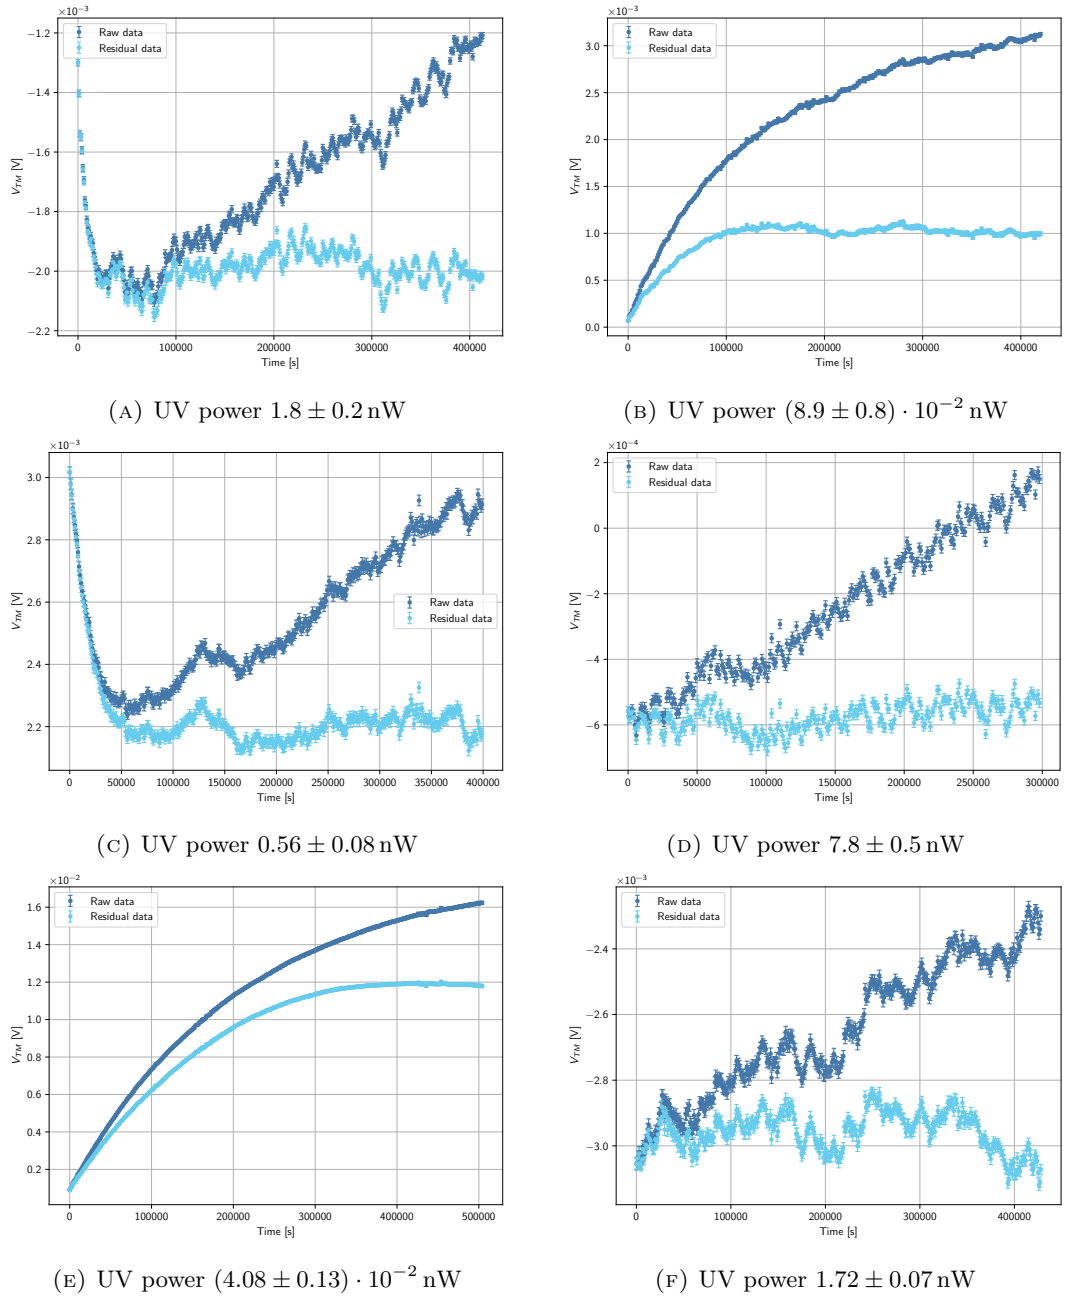 ×10−3
Raw data
Residual data
−1.2
−1.4
−1.6
−1.8
−2.0
−2.2
VTM [V]
0 100000 200000 300000 400000
Time [s]
(A) UV power 1.8 ± 0.2 nW
×10−3
Raw data
Residual data
3.0
2.5
2.0
1.5
1.0
0.5
0.0
VTM [V]
0 100000 200000 300000 400000
Time [s]
(B) UV power (8.9 ± 0.8) · 10−2 nW
×10−3
3.0
2.8
2.6
2.4
2.2
VTM [V]
Raw data
Residual data
0 50000 100000 150000 200000 250000 300000 350000 400000
Time [s]
(C) UV power 0.56 ± 0.08 nW
×10−4
Raw data
Residual data
2
0
−2
−4
−6
VTM [V]
0 50000 100000 150000 200000 250000 300000
Time [s]
(D) UV power 7.8 ± 0.5 nW
×10−2
Raw data
Residual data
1.6
1.4
1.2
1.0
0.8
0.6
0.4
0.2
VTM [V]
0 100000 200000 300000 400000 500000
Time [s]
(E) UV power (4.08 ± 0.13) · 10−2 nW
×10−3
Raw data
Residual data
−2.4
−2.6
−2.8
−3.0
VTM [V]
0 100000 200000 300000 400000
Time [s]
(F) UV power 1.72 ± 0.07 nW